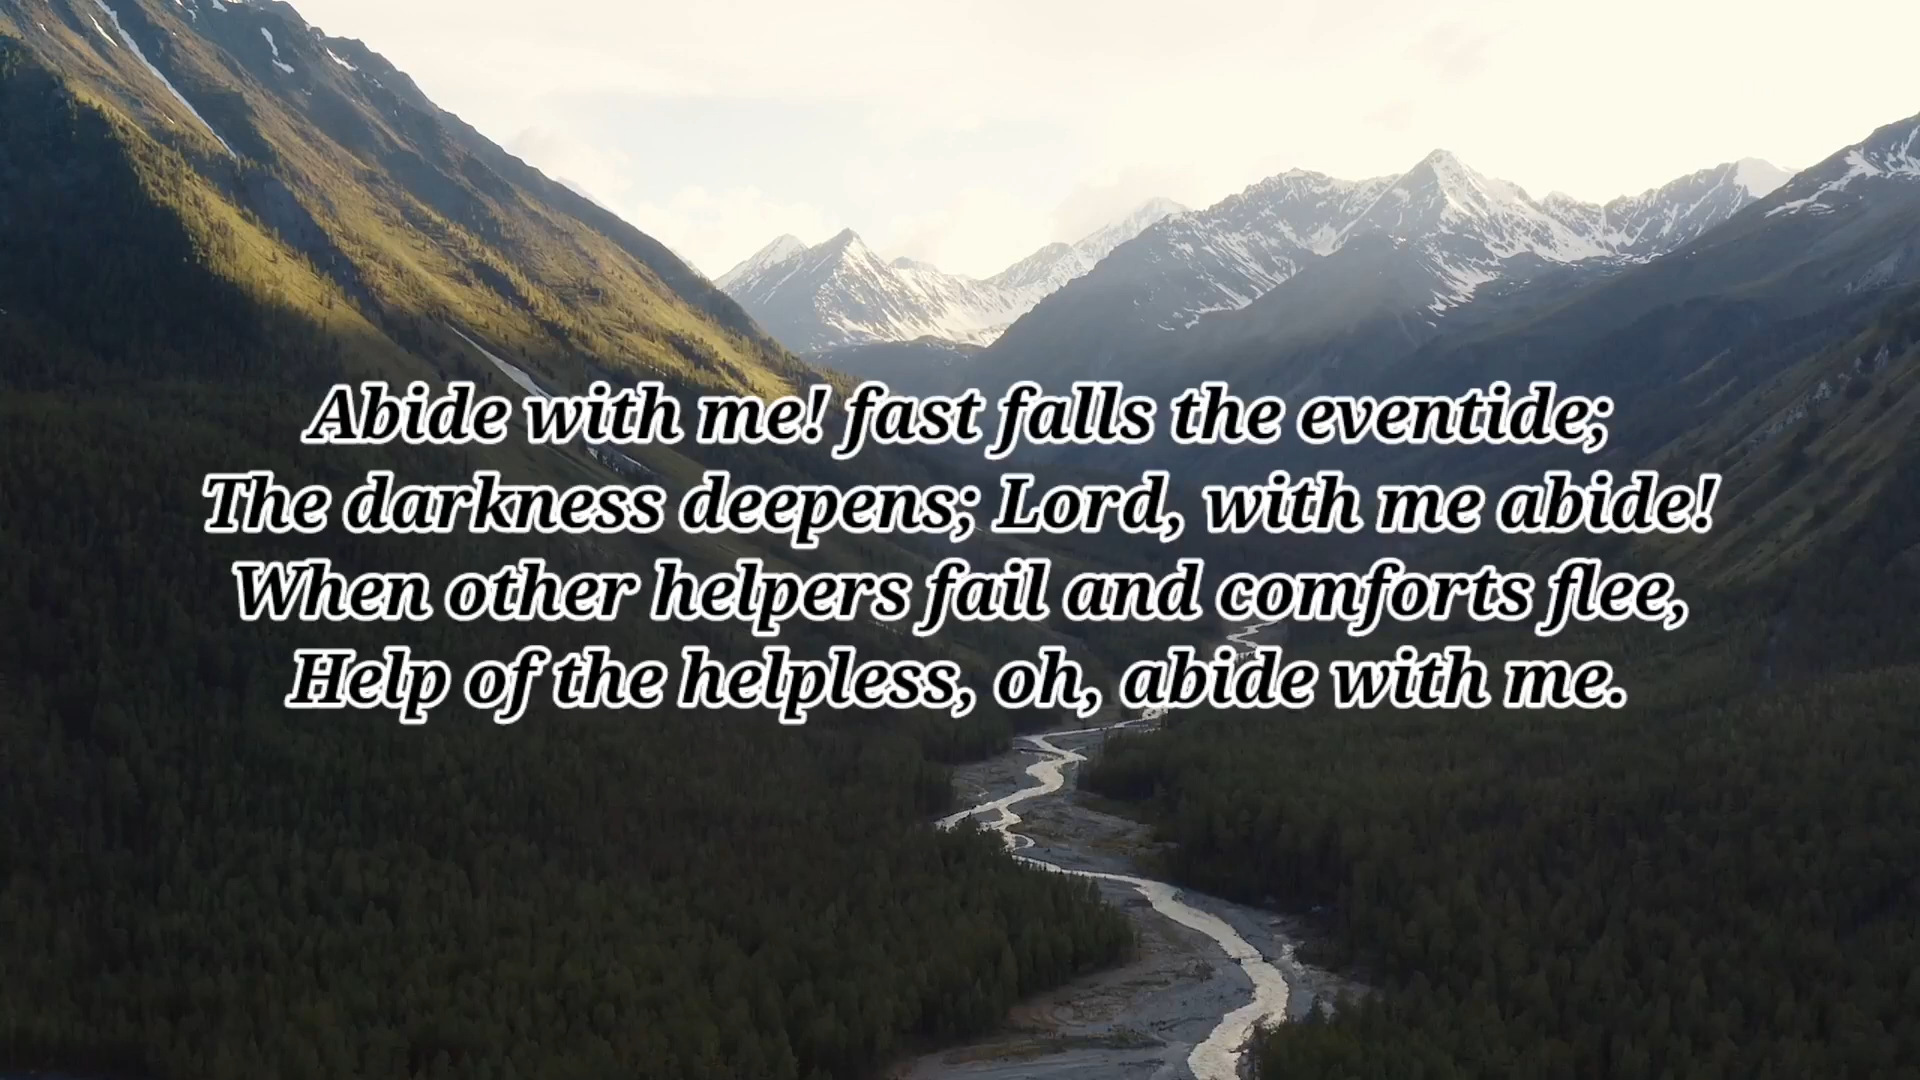 Abide with me! fast falls the eventide;
The darkness deepens; Lord, with me abide!
When other helpers fail and comforts flee,
Help of the helpless, oh, abide with me.